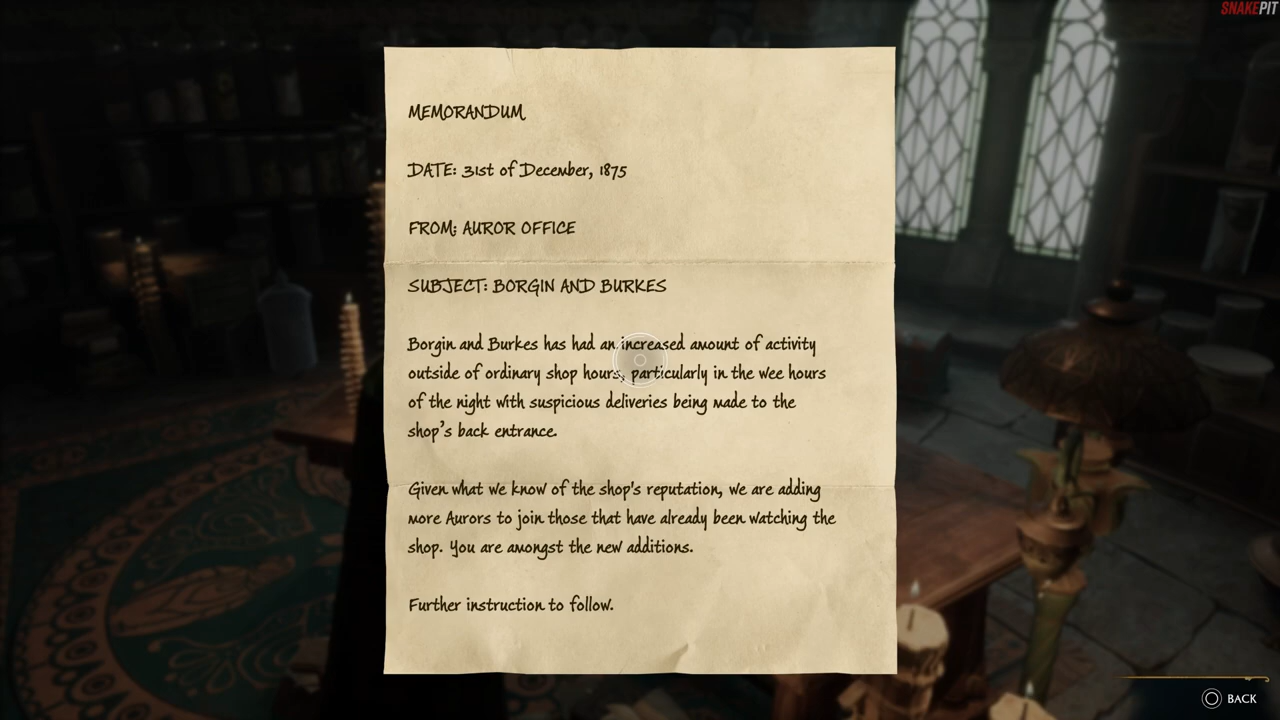 SNAKEPIT
MEMORANDUM
DATE: 31st of December, 1875
FROM: AUROR OFFICE
SUBJECT: BORGIN AND BURKES
Borgin and Burkes has had an increased amount of activity
outside of ordinary shop hours, particularly in the wee hours
of the night with suspicious deliveries being made to the
shop's back entrance.
Given what we know of the shop's reputation, we are adding
more Aurors to join those that have already been watching the
shop. You are amongst the new additions.
Further instruction to follow.
BACK